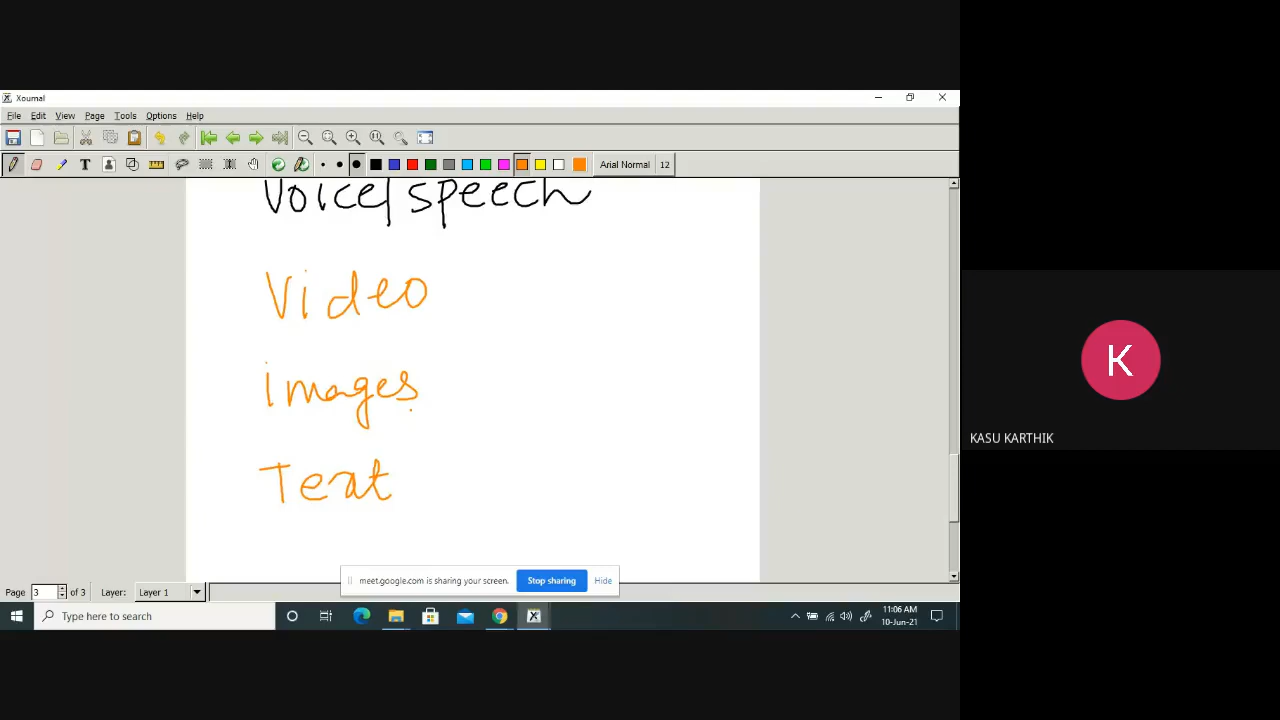 Xournal
File Edit View Page Tools Options Help
Arial Normal 12
Voice/speech
Video
images
Text
K
KASU KARTHIK
meet.google.com is sharing your screen. Stop sharing Hide
Page 3 of 3 Layer: Layer 1
Type here to search
11:06 AM
10-Jun-21